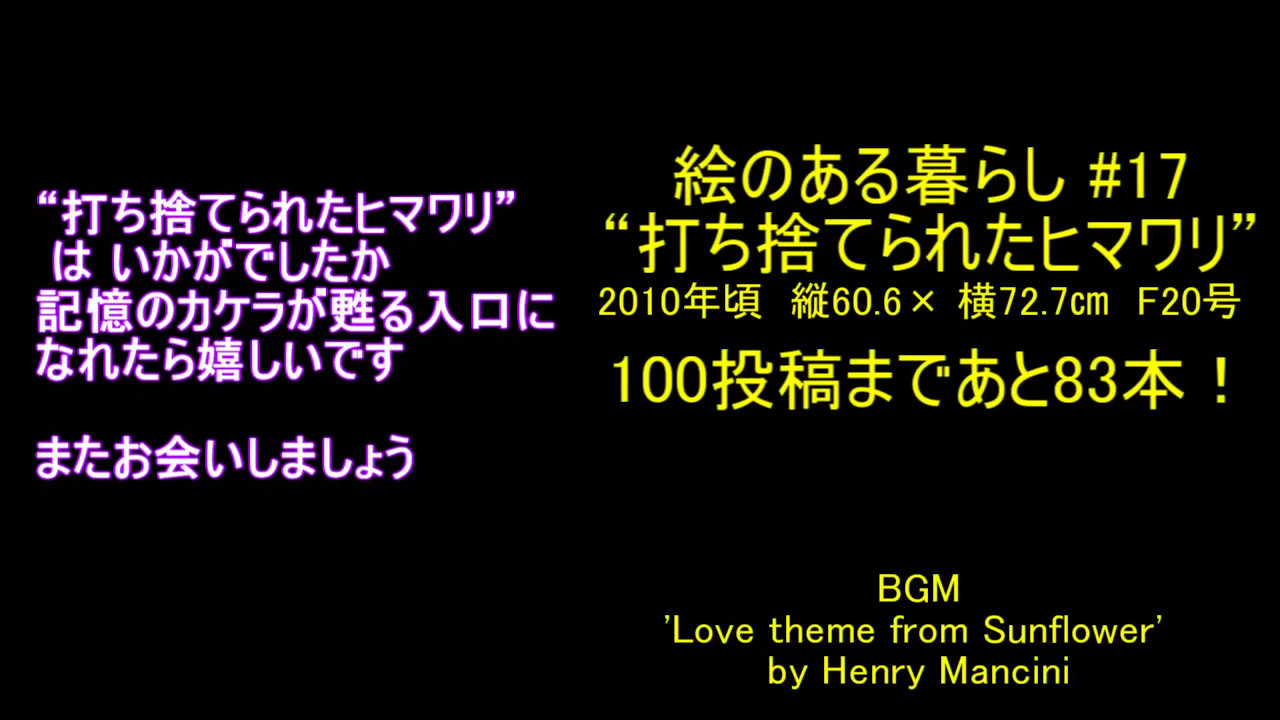 “打ち捨てられたヒマワリ”
は いかがでしたか
記憶のカケラが甦る入口に
なれたら嬉しいです
またお会いしましょう
絵のある暮らし #17
“打ち捨てられたヒマワリ”
2010年頃　縦60.6× 横72.7㎝　F20号
100投稿まであと83本！
BGM
'Love theme from Sunflower'
by Henry Mancini